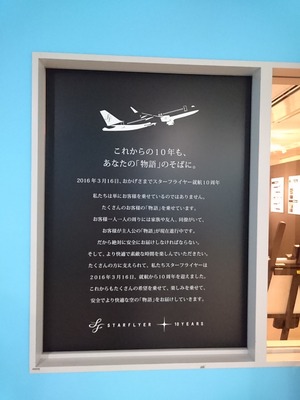 これからの10年も、
あなたの「物語」のそばに。
2016年3月16日、おかげさまでスターフライヤー就航10周年
私たちは単にお客様を乗せているのではありません。
たくさんのお客様の「物語」を乗せています。
お客様一人一人の周りには家族や友人、同僚がいて、
お客様が主人公の「物語」が現在進行中です。
だから絶対に安全にお届けしなければならない。
そして、より快適で素敵な時間を楽しんでいただきたい。
たくさんの方に支えられて、私たちスターフライヤーは
2016年3月16日、就航から10周年を迎えました。
これからもたくさんの希望を乗せて、楽しみを乗せて、
安全でより快適な空の「物語」をお届けしていきます。
SF STARFLYER 10 YEARS